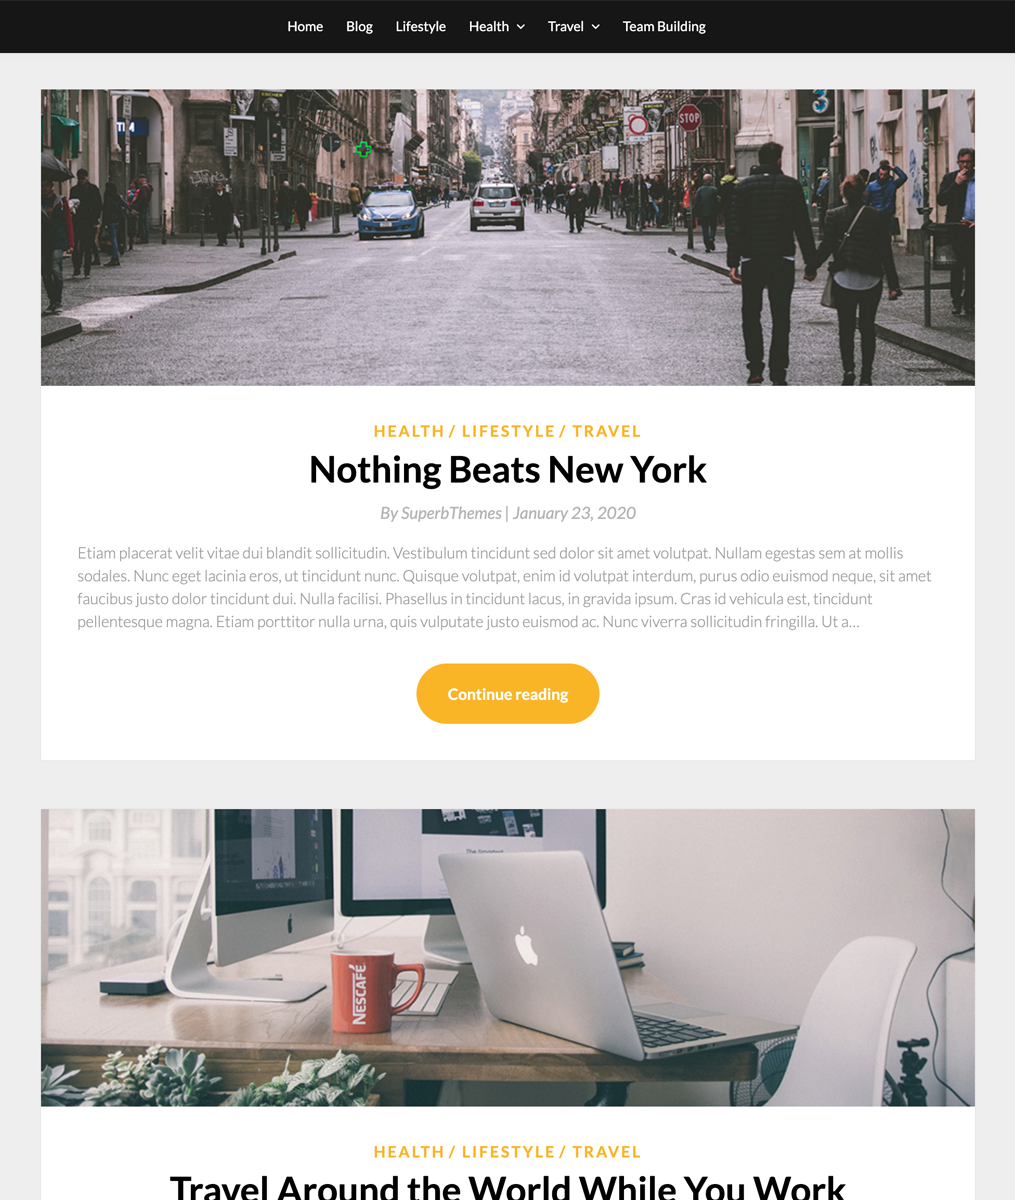 Home Blog Lifestyle Health Travel Team Building
STOP
HEALTH / LIFESTYLE / TRAVEL
Nothing Beats New York
By SuperbThemes | January 23, 2020
Etiam placerat velit vitae dui blandit sollicitudin. Vestibulum tincidunt sed dolor sit amet volutpat. Nullam egestas sem at mollis
sodales. Nunc eget lacinia eros, ut tincidunt nunc. Quisque volutpat, enim id volutpat interdum, purus odio euismod neque, sit amet
faucibus justo dolor tincidunt dui. Nulla facilisi. Phasellus in tincidunt lacus, in gravida ipsum. Cras id vehicula est, tincidunt
pellentesque magna. Etiam porttitor nulla urna, quis vulputate justo euismod ac. Nunc viverra sollicitudin fringilla. Ut a...
Continue reading
NESCAFÉ
HEALTH / LIFESTYLE / TRAVEL
Travel Around the World While You Work